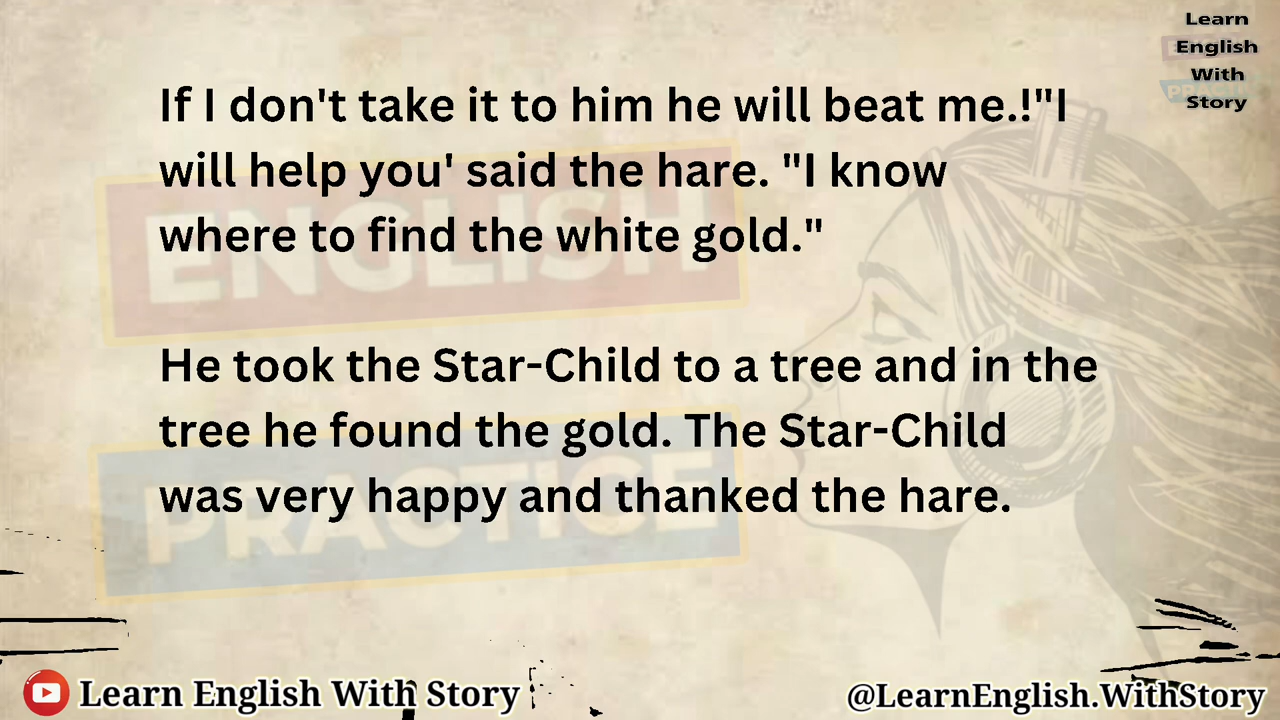 Learn
English
With
Story
If I don't take it to him he will beat me.!"I
will help you' said the hare. "I know
where to find the white gold."
He took the Star-Child to a tree and in the
tree he found the gold. The Star-Child
was very happy and thanked the hare.
ENGLISH
PRACTICE
Learn English With Story
@LearnEnglish.WithStory